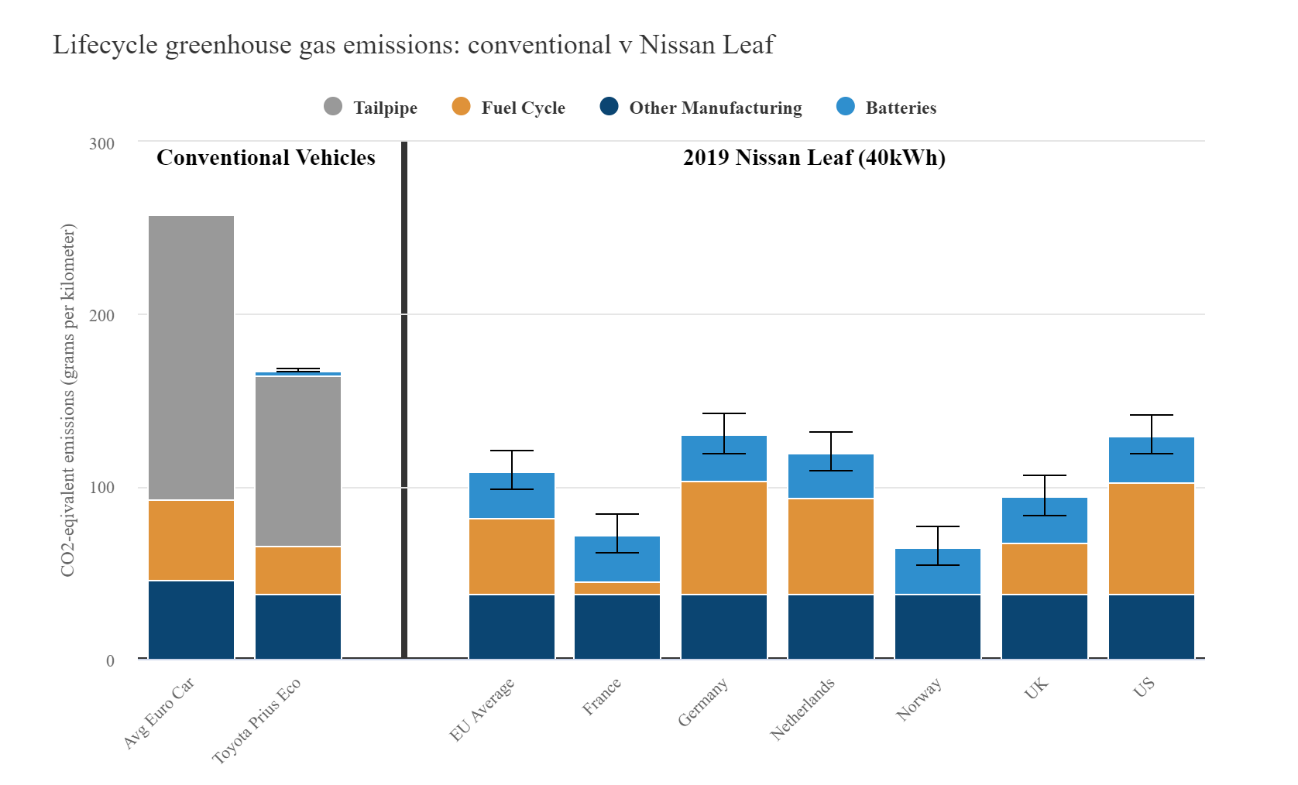 Lifecycle greenhouse gas emissions: conventional v Nissan Leaf
Tailpipe
Fuel Cycle
Other Manufacturing
Batteries
Conventional Vehicles
2019 Nissan Leaf (40kWh)
CO2-eqivalent emissions (grams per kilometer)
300
200
100
0
Avg Euro Car
Toyota Prius Eco
EU Average
France
Germany
Netherlands
Norway
UK
US